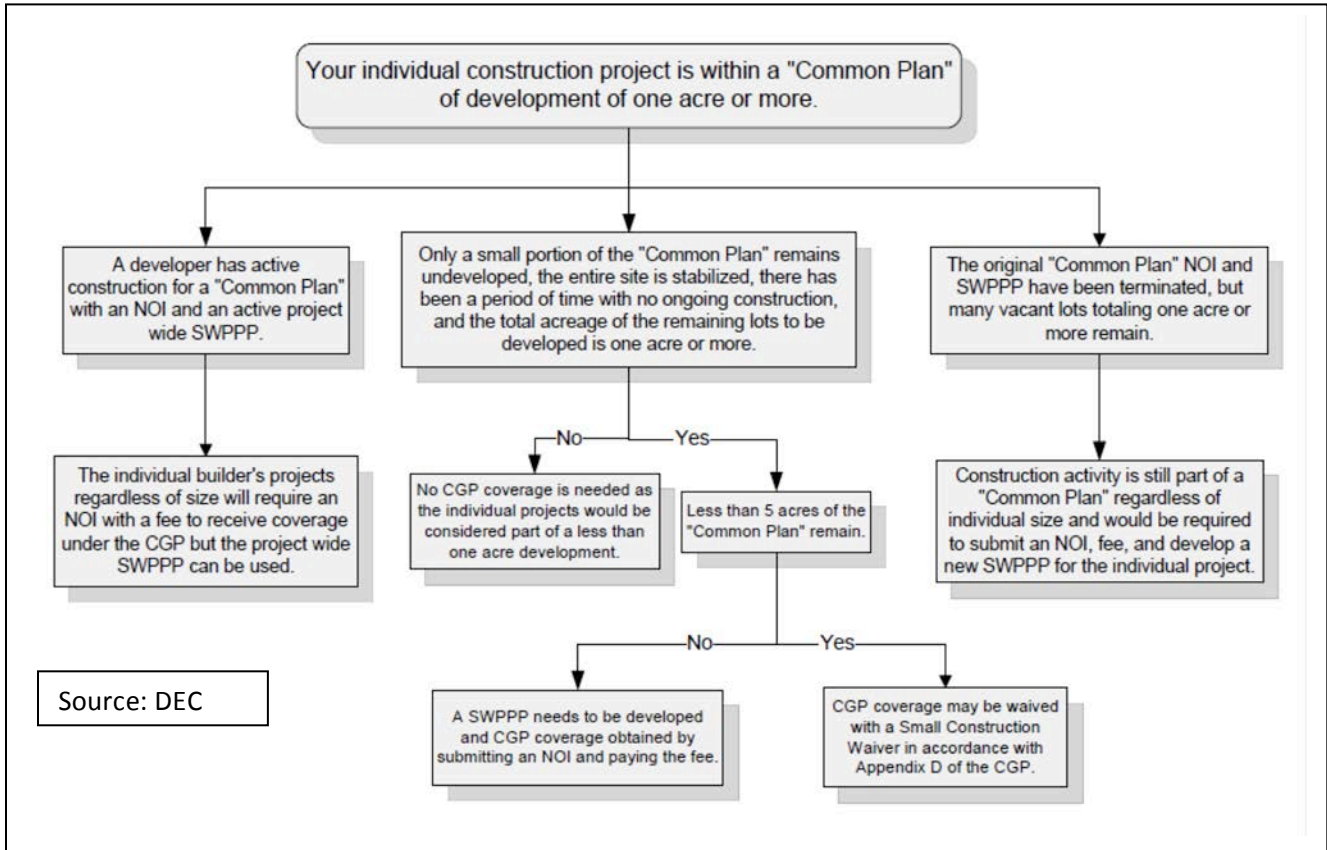 Your individual construction project is within a "Common Plan"
of development of one acre or more.
A developer has active
construction for a "Common Plan"
with an NOI and an active project
wide SWPPP.
Only a small portion of the "Common Plan" remains
undeveloped, the entire site is stabilized, there has
been a period of time with no ongoing construction,
and the total acreage of the remaining lots to be
developed is one acre or more.
The original "Common Plan" NOI and
SWPPP have been terminated, but
many vacant lots totaling one acre or
more remain.
No
Yes
The individual builder's projects
regardless of size will require an
NOI with a fee to receive coverage
under the CGP but the project wide
SWPPP can be used.
No CGP coverage is needed as
the individual projects would be
considered part of a less than
one acre development.
Less than 5 acres of the
"Common Plan" remain.
Construction activity is still part of a
"Common Plan" regardless of
individual size and would be required
to submit an NOI, fee, and develop a
new SWPPP for the individual project.
No
Yes
Source: DEC
A SWPPP needs to be developed
and CGP coverage obtained by
submitting an NOI and paying the fee.
CGP coverage may be waived
with a Small Construction
Waiver in accordance with
Appendix D of the CGP.